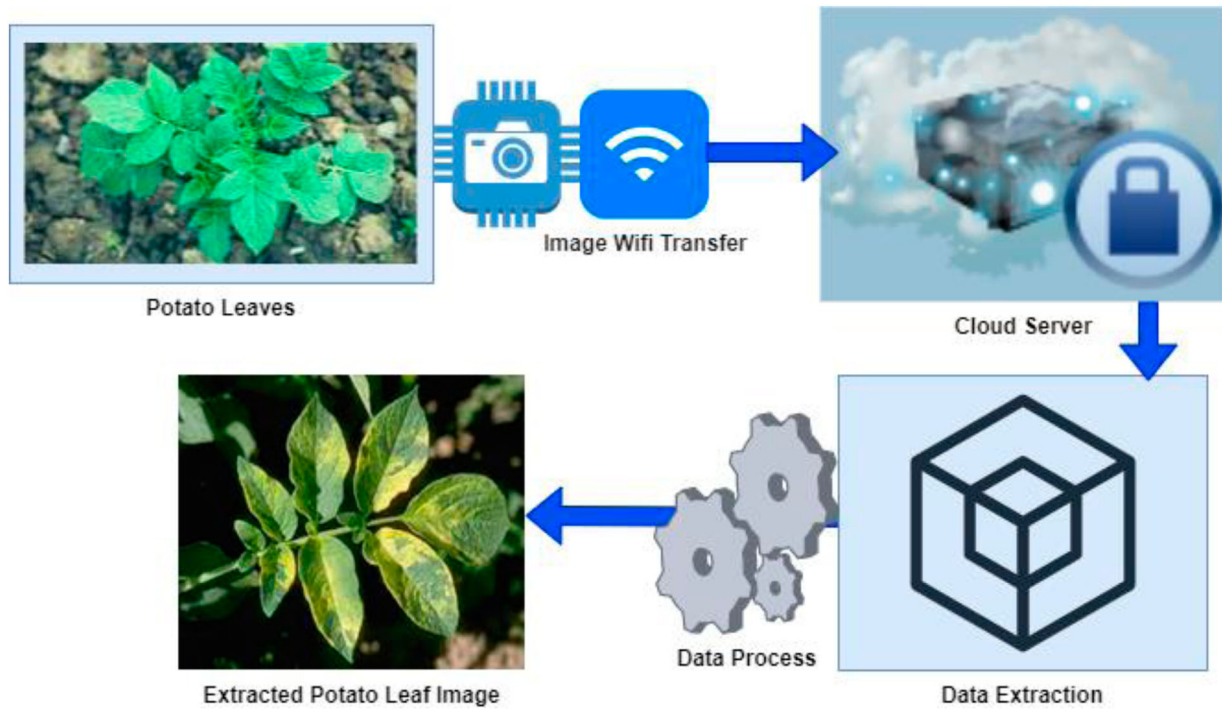 Image Wifi Transfer
Potato Leaves
Cloud Server
Data Process
Extracted Potato Leaf Image
Data Extraction